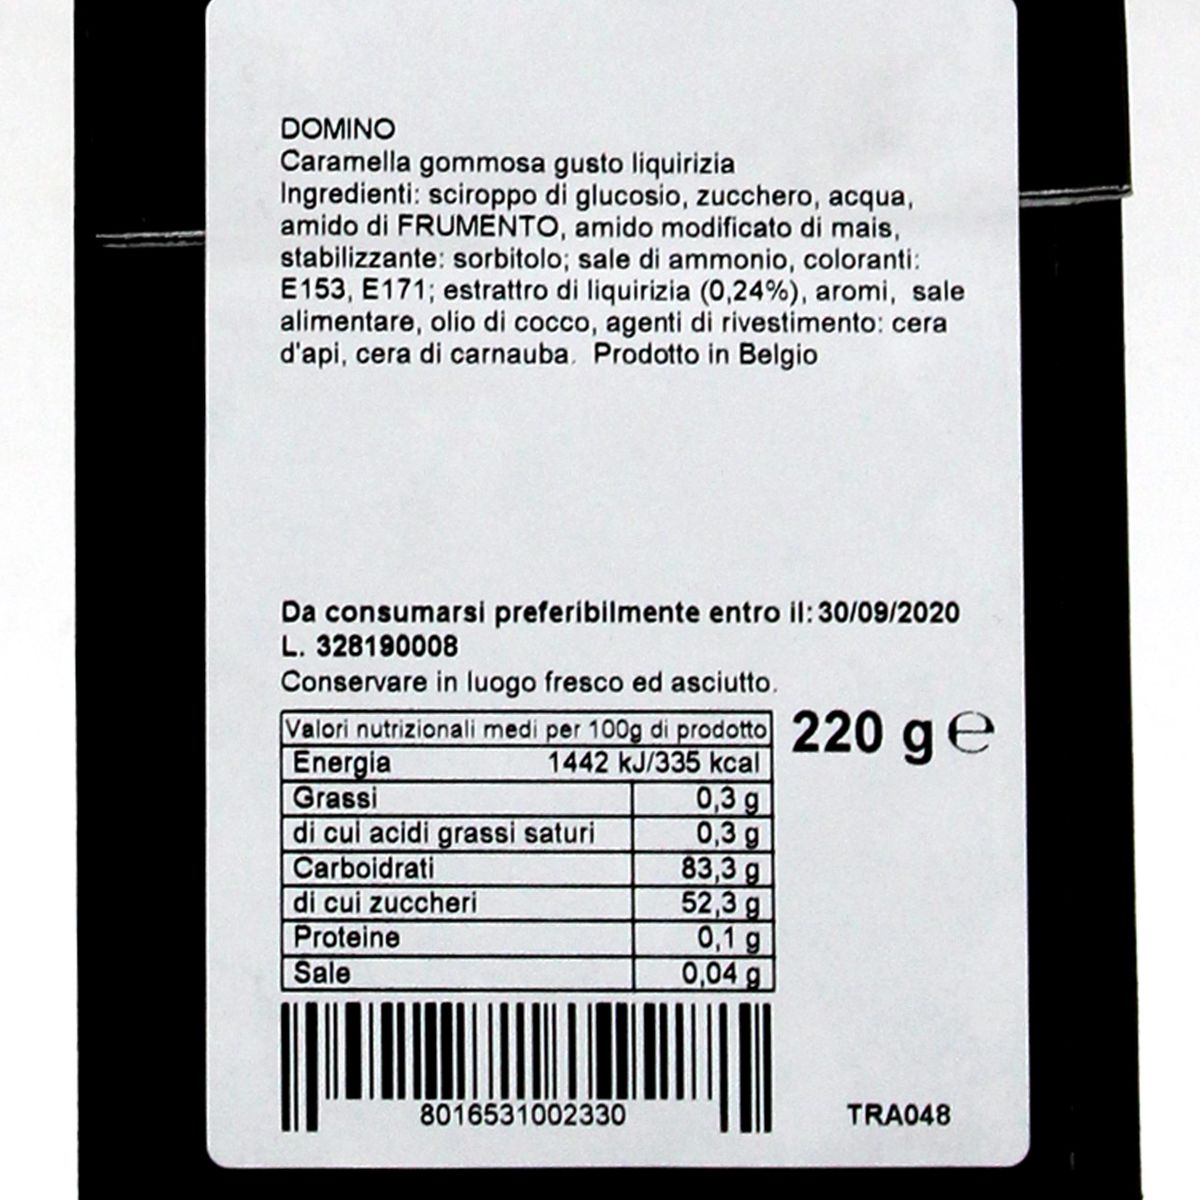 DOMINO
Caramella gommosa gusto liquirizia
Ingredienti: sciroppo di glucosio, zucchero, acqua,
amido di FRUMENTO, amido modificato di mais,
stabilizzante: sorbitolo; sale di ammonio, coloranti:
E153, E171; estrattro di liquirizia (0,24%), aromi, sale
alimentare, olio di cocco, agenti di rivestimento: cera
d'api, cera di carnauba. Prodotto in Belgio
Da consumarsi preferibilmente entro il: 30/09/2020
L. 328190008
Conservare in luogo fresco ed asciutto.
Valori nutrizionali medi per 100g di prodotto
220 g ℮
Energia 1442 kJ/335 kcal
Grassi 0,3 g
di cui acidi grassi saturi 0,3 g
Carboidrati 83,3 g
di cui zuccheri 52,3 g
Proteine 0,1 g
Sale 0,04 g
8016531002330
TRA048